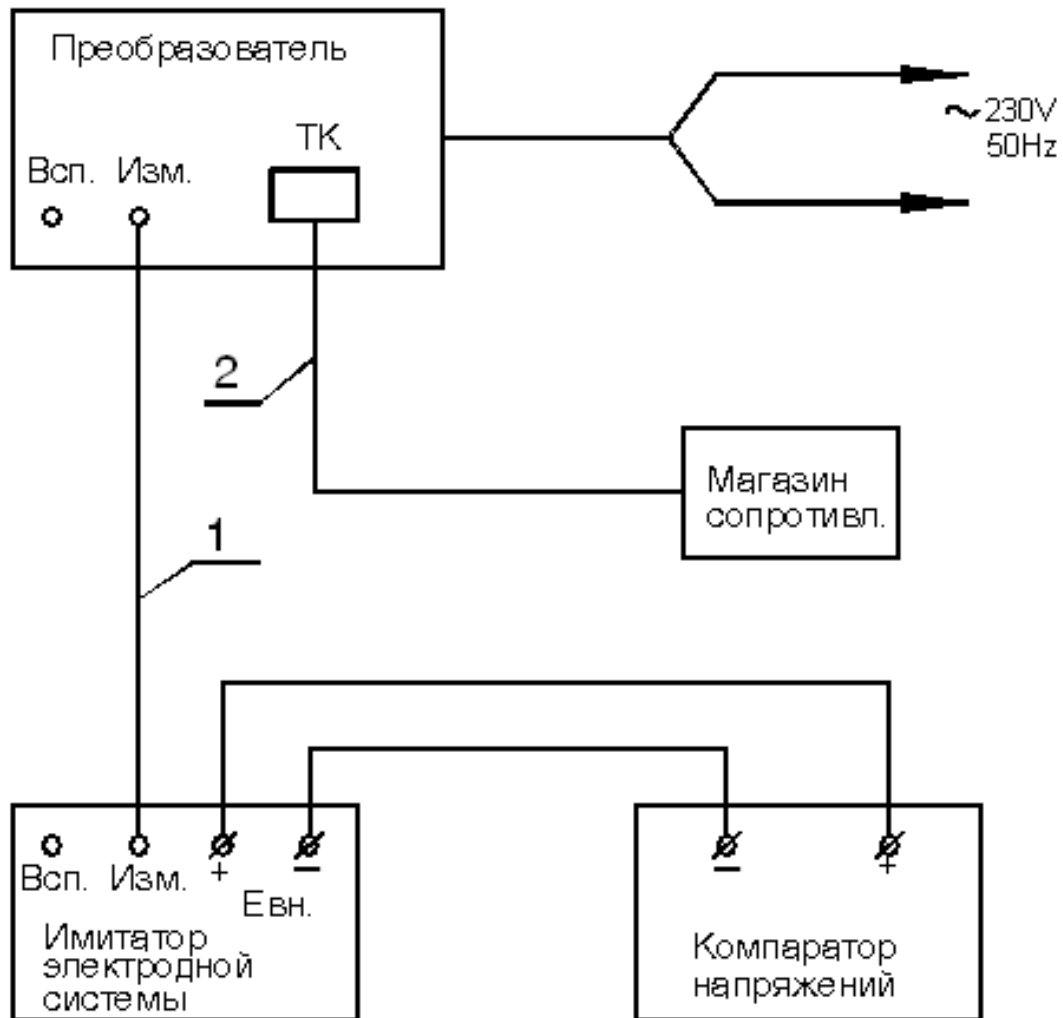 Преобразователь
~230V
50Hz
ТК
Всп. Изм.
2
Магазин
сопротивл.
1
Всп. Изм. + −
Евн.
Имитатор
электродной
системы
− +
Компаратор
напряжений